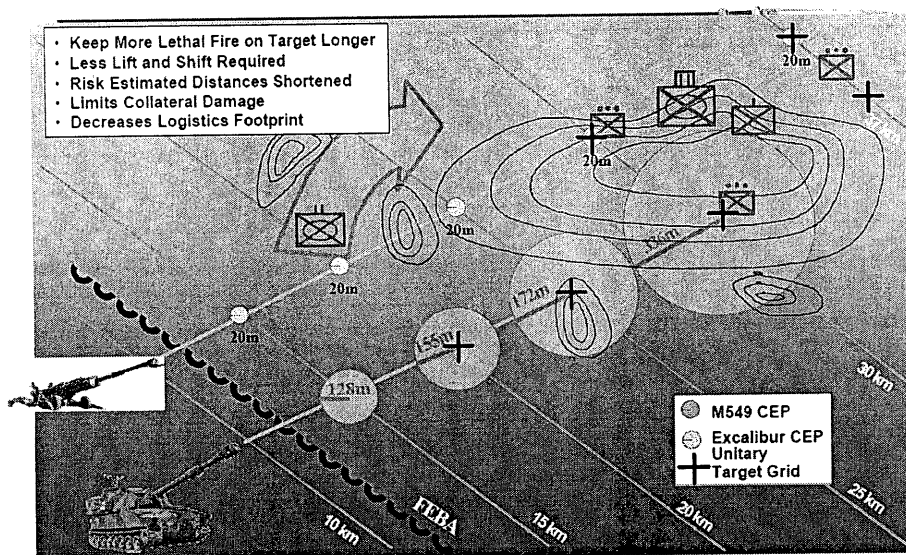 • Keep More Lethal Fire on Target Longer
• Less Lift and Shift Required
• Risk Estimated Distances Shortened
• Limits Collateral Damage
• Decreases Logistics Footprint
20m
20m
20m
20m
20m
172m
155m
20m
128m
30 km
M549 CEP
Excalibur CEP
Unitary
Target Grid
FEBA
10 km
15 km
20 km
25 km